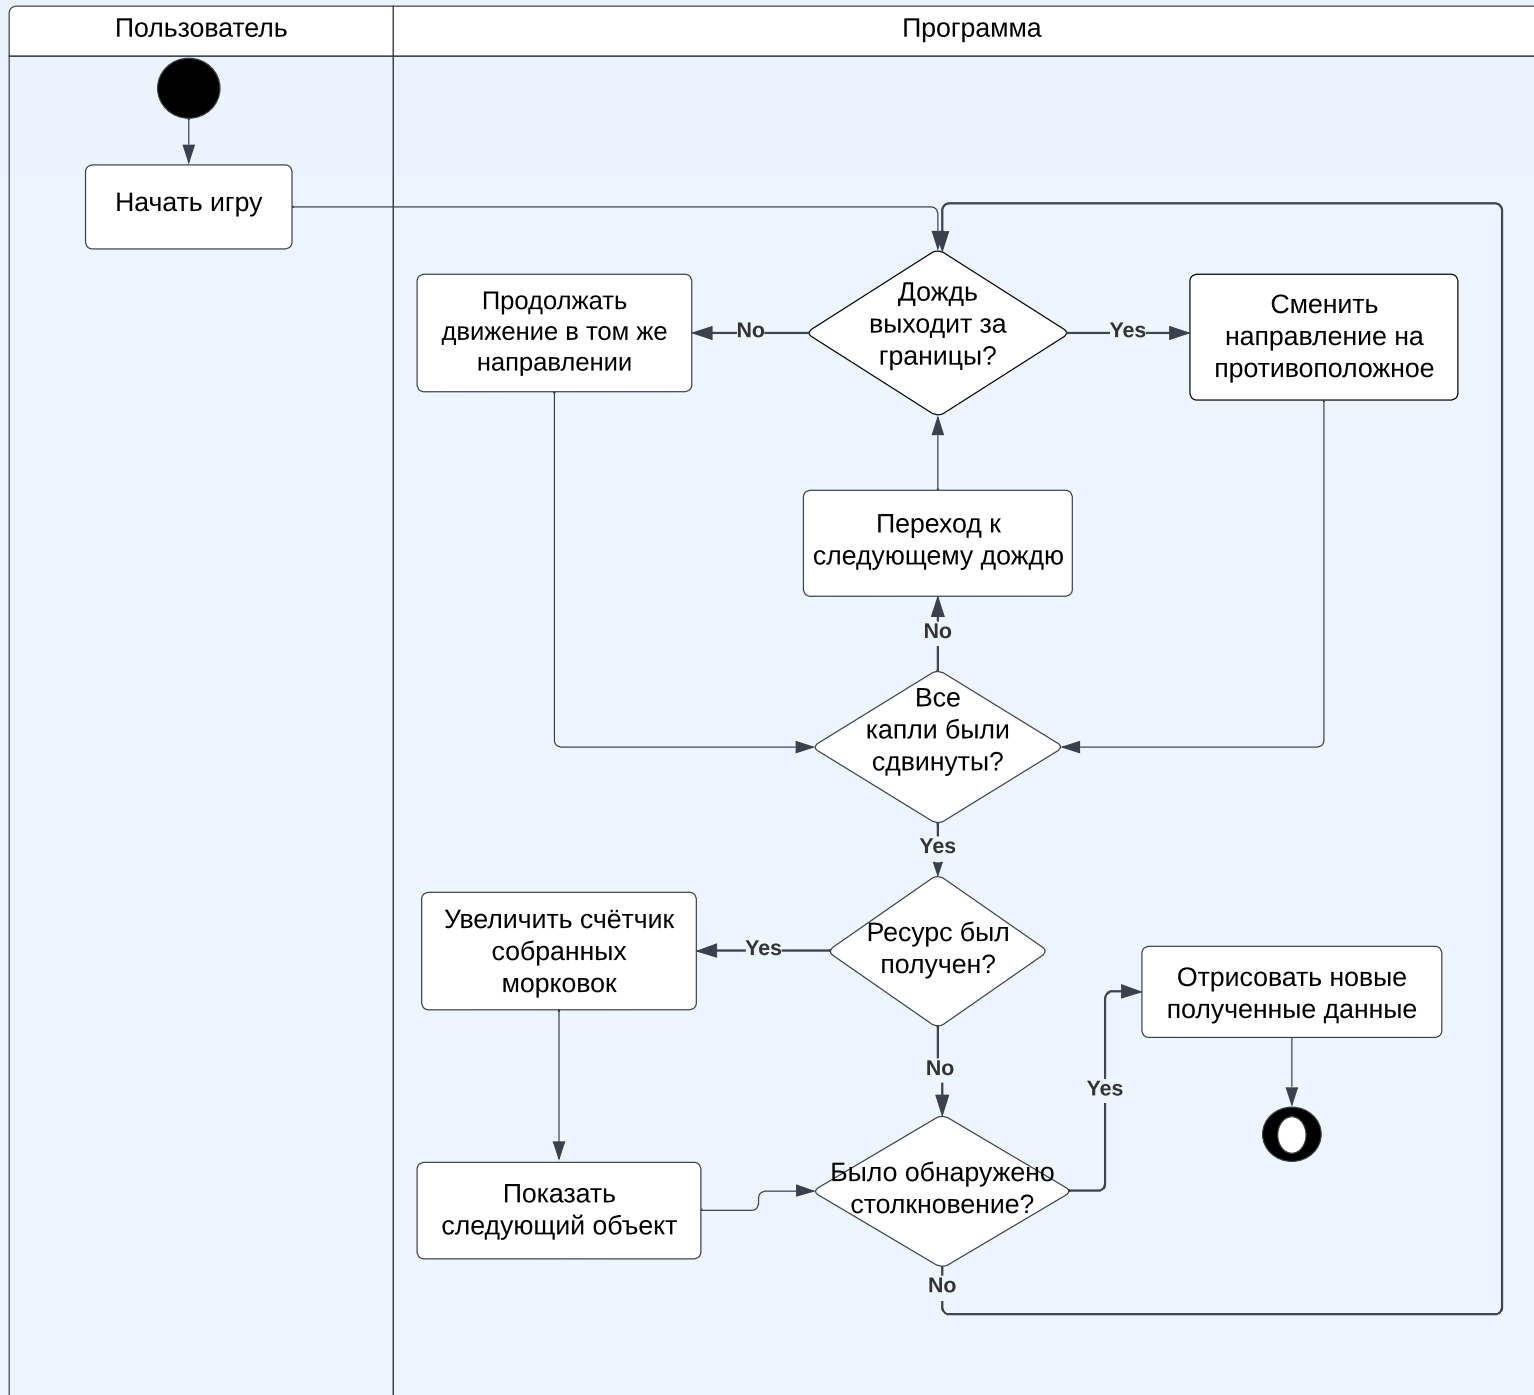 Пользователь
Программа
Начать игру
Продолжать
движение в том же
направлении
No
Дождь
выходит за
границы?
Yes
Сменить
направление на
противоположное
Переход к
следующему дождю
No
Все
капли были
сдвинуты?
Yes
Увеличить счётчик
собранных
морковок
Yes
Ресурс был
получен?
Отрисовать новые
полученные данные
No
Yes
Показать
следующий объект
Было обнаружено
столкновение?
No